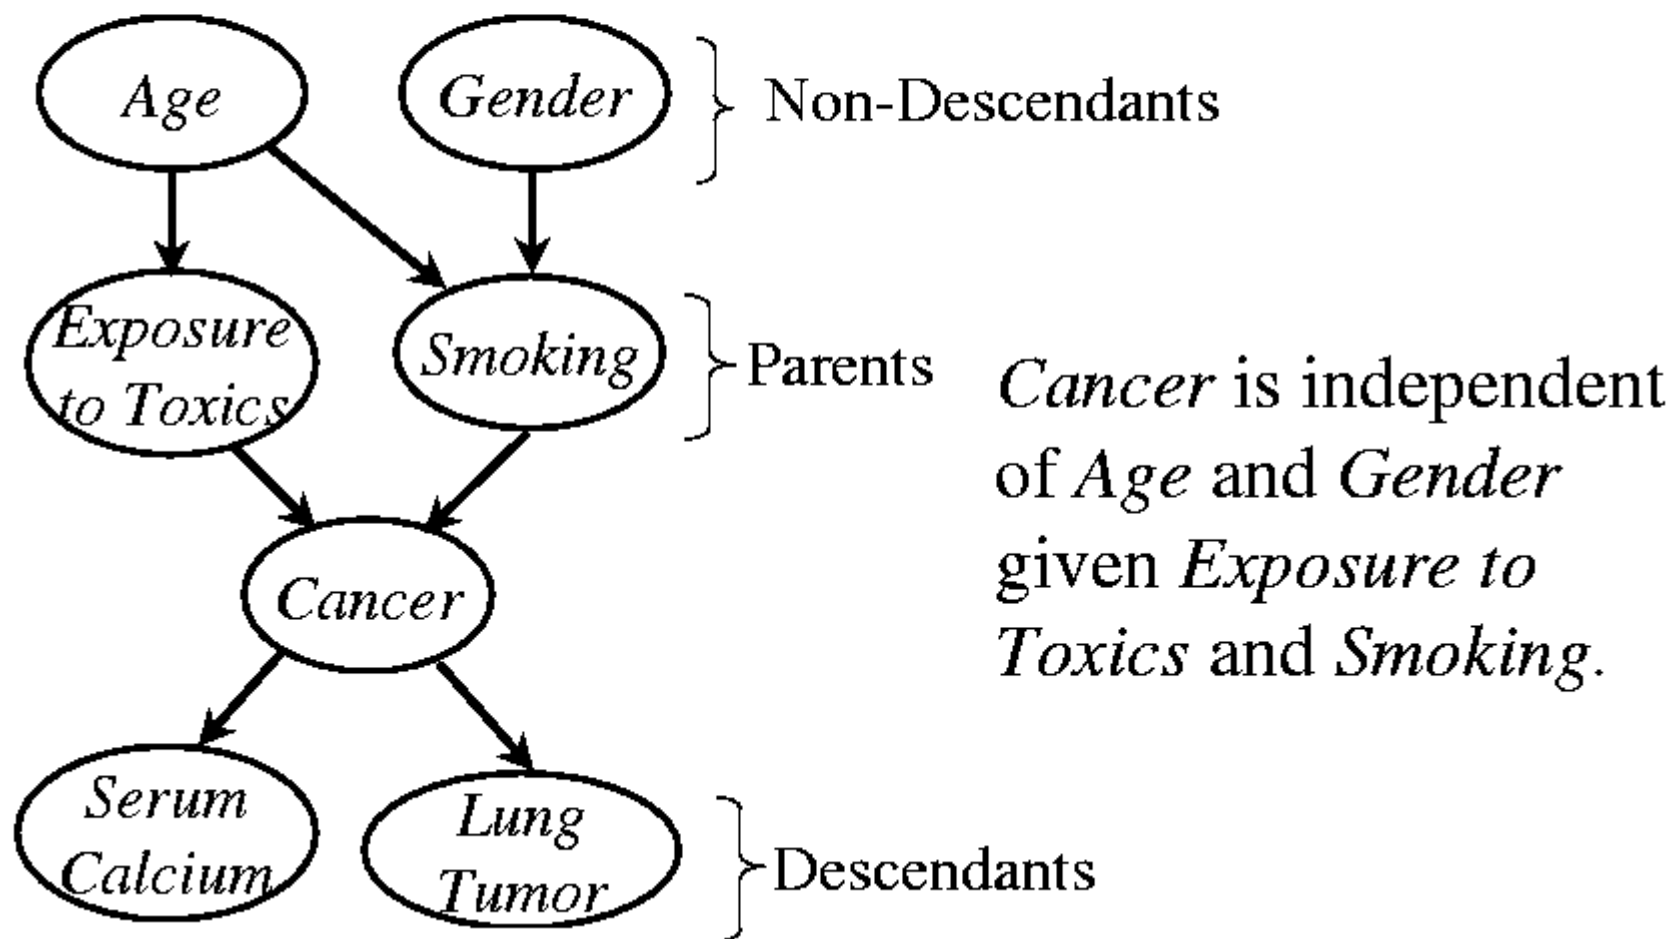 Age
Gender
Non-Descendants
Exposure
to Toxics
Smoking
Parents
Cancer is independent
of Age and Gender
given Exposure to
Toxics and Smoking.
Cancer
Serum
Calcium
Lung
Tumor
Descendants